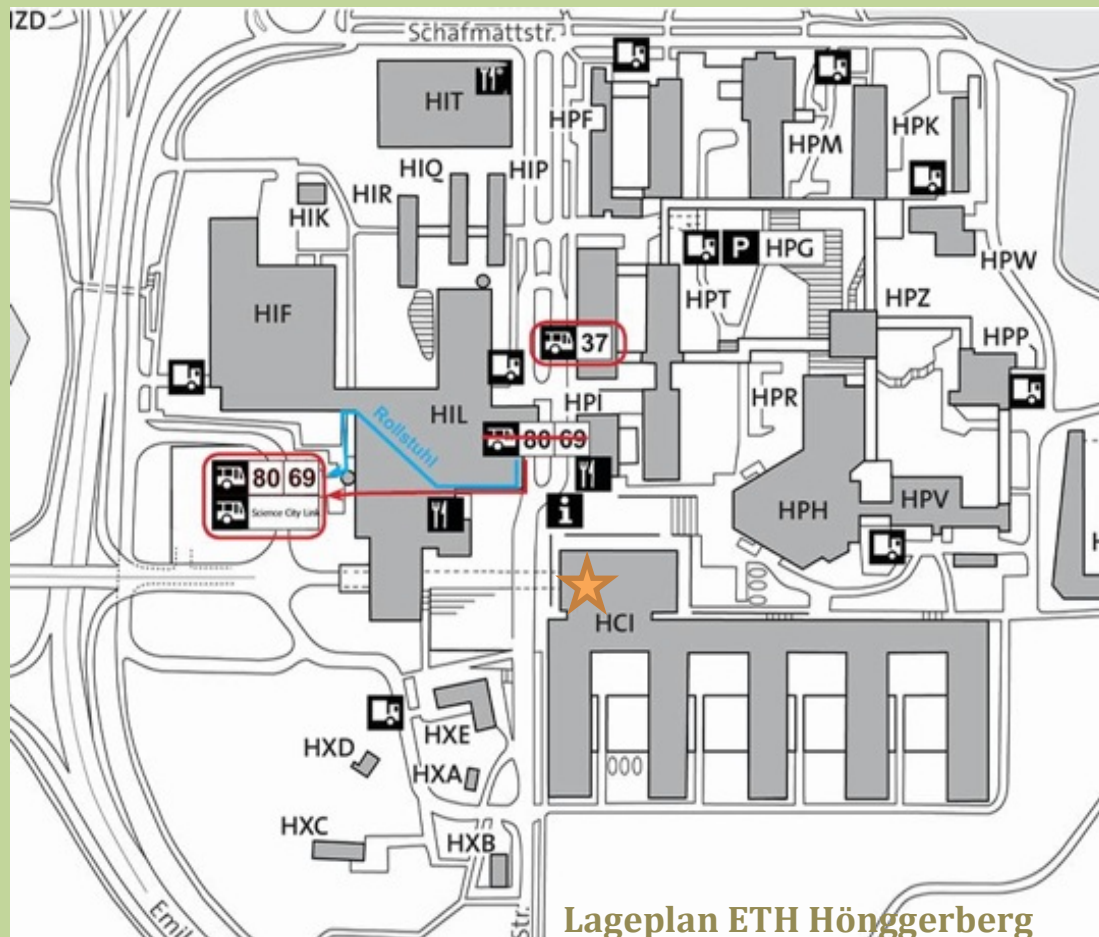 IZD
Schafmattstr.
HIT
HPF
HPM
HPK
HIQ
HIP
HIR
HIK
P
HPG
HPW
HPT
HPZ
HIF
37
HPP
HPI
HPR
HIL
Rollstuhl
80 69
80 69
Science City Link
i
HPH
HPV
H
HCI
HXE
HXD
HXA
HXC
HXB
Emil
Str.
Lageplan ETH Hönggerberg